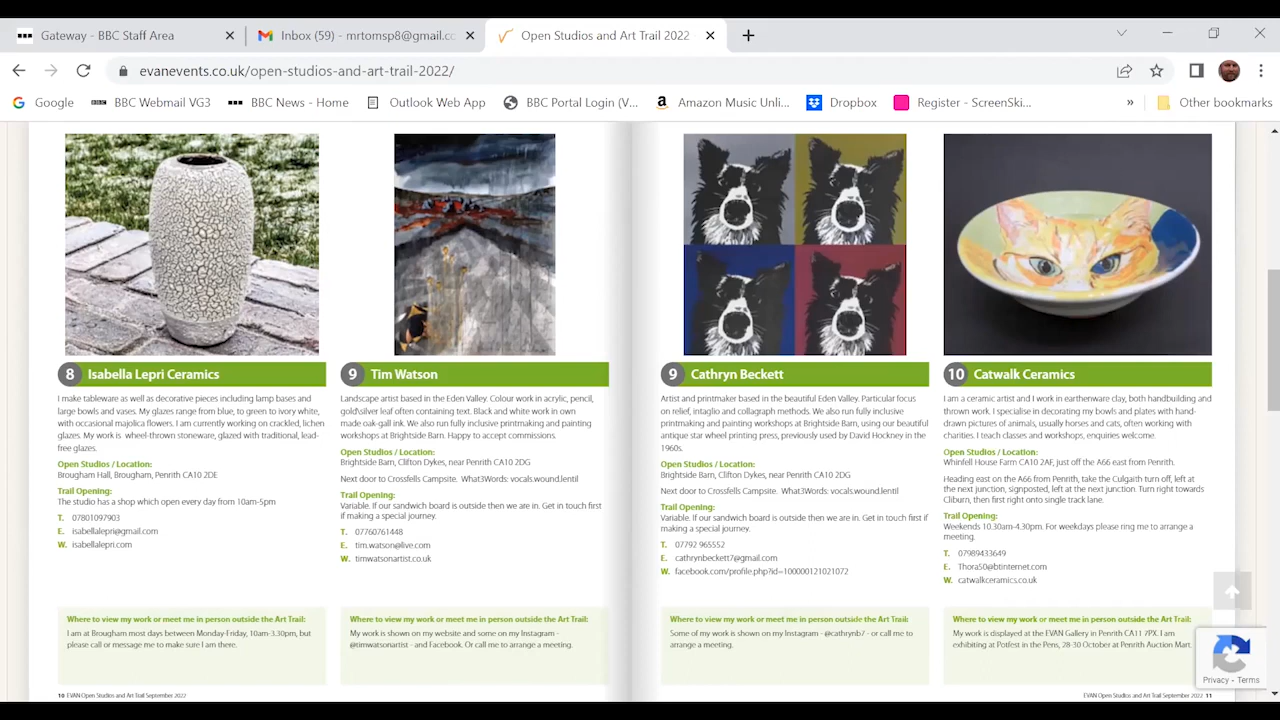 Gateway - BBC Staff Area
Inbox (59) - mrtomsp8@gmail.cc
Open Studios and Art Trail 2022
evanevents.co.uk/open-studios-and-art-trail-2022/
Google
BBC Webmail VG3
BBC News - Home
Outlook Web App
BBC Portal Login (V...
Amazon Music Unli...
Dropbox
Register - ScreenSki...
»
Other bookmarks
8 Isabella Lepri Ceramics
I make tableware as well as decorative pieces including lamp bases and
large bowls and vases. My glazes range from blue, to green to ivory white,
with occasional majolica flowers. I am currently working on crackled, lichen
glazes. My work is wheel-thrown stoneware, glazed with traditional, lead-
free glazes.
Open Studios / Location:
Brougham Hall, Brougham, Penrith CA10 2DE
Trail Opening:
The studio has a shop which open every day from 10am-5pm
T. 07801097903
E. isabellalepri@gmail.com
W. isabellalepri.com
Where to view my work or meet me in person outside the Art Trail:
I am at Brougham most days between Monday-Friday, 10am-3.30pm, but
please call or message me to make sure I am there.
10 EVAN Open Studios and Art Trail September 2022
9 Tim Watson
Landscape artist based in the Eden Valley. Colour work in acrylic, pencil,
gold\silver leaf often containing text. Black and white work in own
made oak-gall ink. We also run fully inclusive printmaking and painting
workshops at Brightside Barn. Happy to accept commissions.
Open Studios / Location:
Brightside Barn, Clifton Dykes, near Penrith CA10 2DG
Next door to Crossfells Campsite. What3Words: vocals.wound.lentil
Trail Opening:
Variable. If our sandwich board is outside then we are in. Get in touch first
if making a special journey.
T. 07760761448
E. tim.watson@live.com
W. timwatsonartist.co.uk
Where to view my work or meet me in person outside the Art Trail:
My work is shown on my website and some on my Instagram -
@timwatsonartist - and Facebook. Or call me to arrange a meeting.
9 Cathryn Beckett
Artist and printmaker based in the beautiful Eden Valley. Particular focus
on relief, intaglio and collagraph methods. We also run fully inclusive
printmaking and painting workshops at Brightside Barn, using our beautiful
antique star wheel printing press, previously used by David Hockney in the
1960s.
Open Studios / Location:
Brightside Barn, Clifton Dykes, near Penrith CA10 2DG
Next door to Crossfells Campsite. What3Words: vocals.wound.lentil
Trail Opening:
Variable. If our sandwich board is outside then we are in. Get in touch first if
making a special journey.
T. 07792 965552
E. cathrynbeckett7@gmail.com
W. facebook.com/profile.php?id=100000121021072
Where to view my work or meet me in person outside the Art Trail:
Some of my work is shown on my Instagram - @cathrynb7 - or call me to
arrange a meeting.
10 Catwalk Ceramics
I am a ceramic artist and I work in earthenware clay, both handbuilding and
thrown work. I specialise in decorating my bowls and plates with hand-
drawn pictures of animals, usually horses and cats, often working with
charities. I teach classes and workshops, enquiries welcome.
Open Studios / Location:
Whinfell House Farm CA10 2AF, just off the A66 east from Penrith.
Heading east on the A66 from Penrith, take the Culgaith turn off, left at
the next junction, signposted, left at the next junction. Turn right towards
Cliburn, then first right onto single track lane.
Trail Opening:
Weekends 10.30am-4.30pm. For weekdays please ring me to arrange a
meeting.
T. 07989433649
E. Thora50@btinternet.com
W. catwalkceramics.co.uk
Where to view my work or meet me in person outside the Art Trail:
My work is displayed at the EVAN Gallery in Penrith CA11 7PX. I am
exhibiting at Potfest in the Pens, 28-30 October at Penrith Auction Mart.
EVAN Open Studios and Art Trail September 2022 11
Privacy - Terms